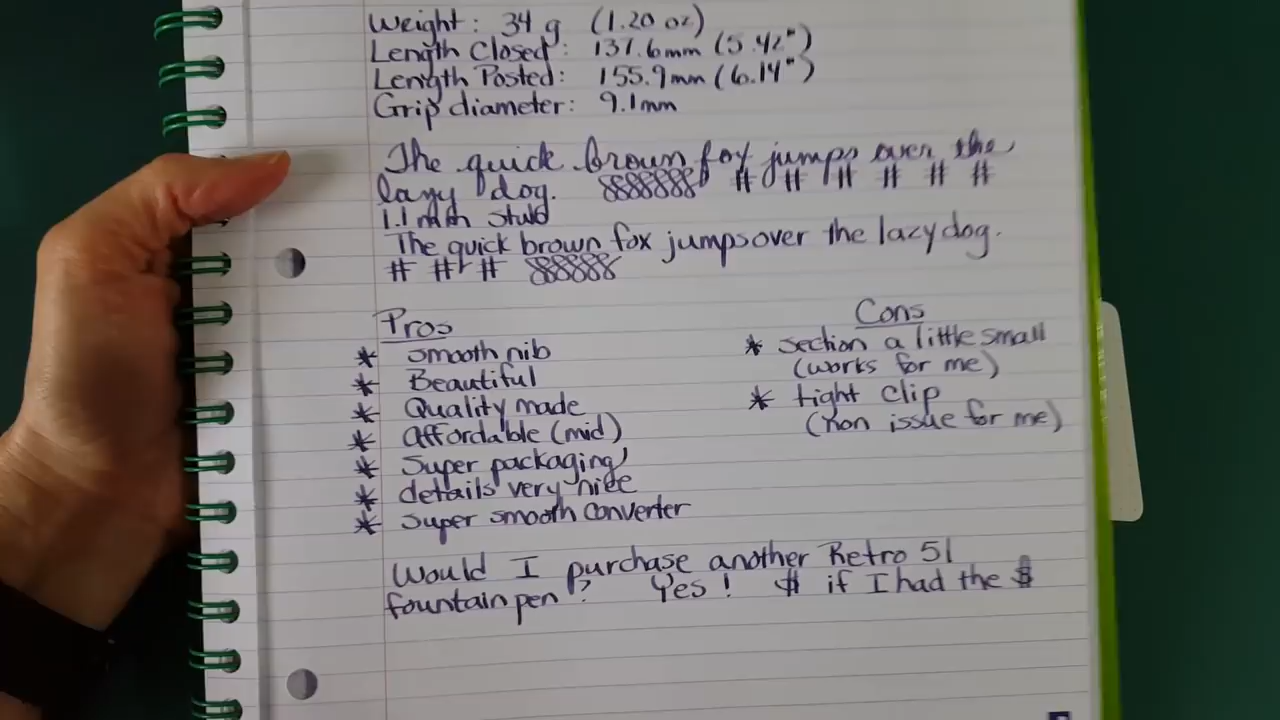 Weight: 34 g (1.20 oz)
Length Closed: 137.6mm (5.42")
Length Posted: 155.9mm (6.14")
Grip diameter: 9.1mm
The quick brown fox jumps over the
lazy dog. 88888888 # # # # # #
1.1 mm stub
The quick brown fox jumps over the lazy dog.
# # # 888888
Pros
* smooth nib
* Beautiful
* Quality made
* affordable (mid)
* Super packaging!
* details very nice
* super smooth converter
Cons
* section a little small
(works for me)
* tight clip
(non issue for me)
Would I purchase another Retro 51
fountain pen? Yes! $ if I had the $